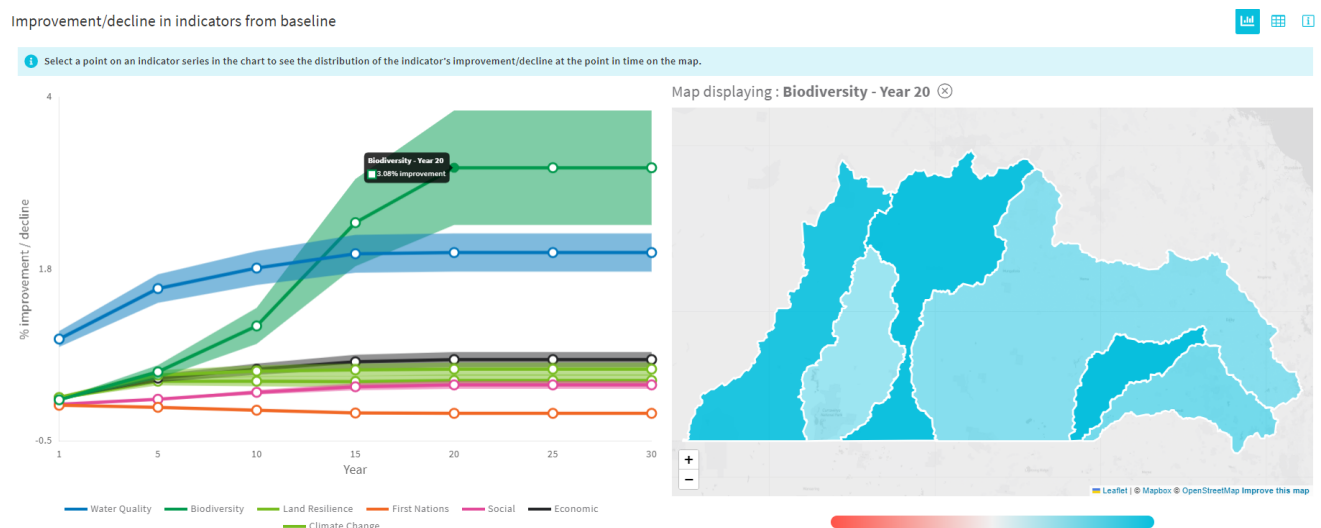 Improvement/decline in indicators from baseline
Select a point on an indicator series in the chart to see the distribution of the indicator's improvement/decline at the point in time on the map.
Map displaying : Biodiversity - Year 20
4
1.8
-0.5
% improvement / decline
Biodiversity - Year 20
3.08% improvement
1 5 10 15 20 25 30
Year
Water Quality Biodiversity Land Resilience First Nations Social Economic
Climate Change
+
−
Leaflet | © Mapbox © OpenStreetMap Improve this map